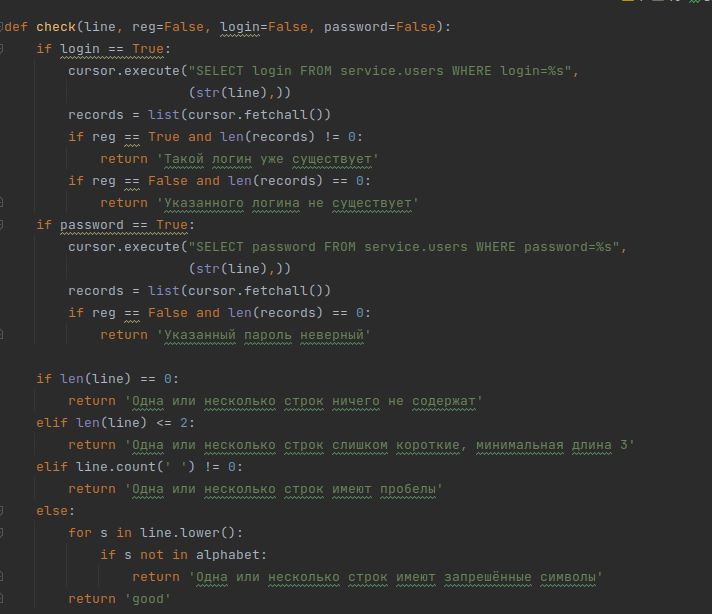 def check(line, reg=False, login=False, password=False):
    if login == True:
        cursor.execute("SELECT login FROM service.users WHERE login=%s",
                       (str(line),))
        records = list(cursor.fetchall())
        if reg == True and len(records) != 0:
            return 'Такой логин уже существует'
        if reg == False and len(records) == 0:
            return 'Указанного логина не существует'
    if password == True:
        cursor.execute("SELECT password FROM service.users WHERE password=%s",
                       (str(line),))
        records = list(cursor.fetchall())
        if reg == False and len(records) == 0:
            return 'Указанный пароль неверный'

    if len(line) == 0:
        return 'Одна или несколько строк ничего не содержат'
    elif len(line) <= 2:
        return 'Одна или несколько строк слишком короткие, минимальная длина 3'
    elif line.count(' ') != 0:
        return 'Одна или несколько строк имеют пробелы'
    else:
        for s in line.lower():
            if s not in alphabet:
                return 'Одна или несколько строк имеют запрешённые символы'
        return 'good'